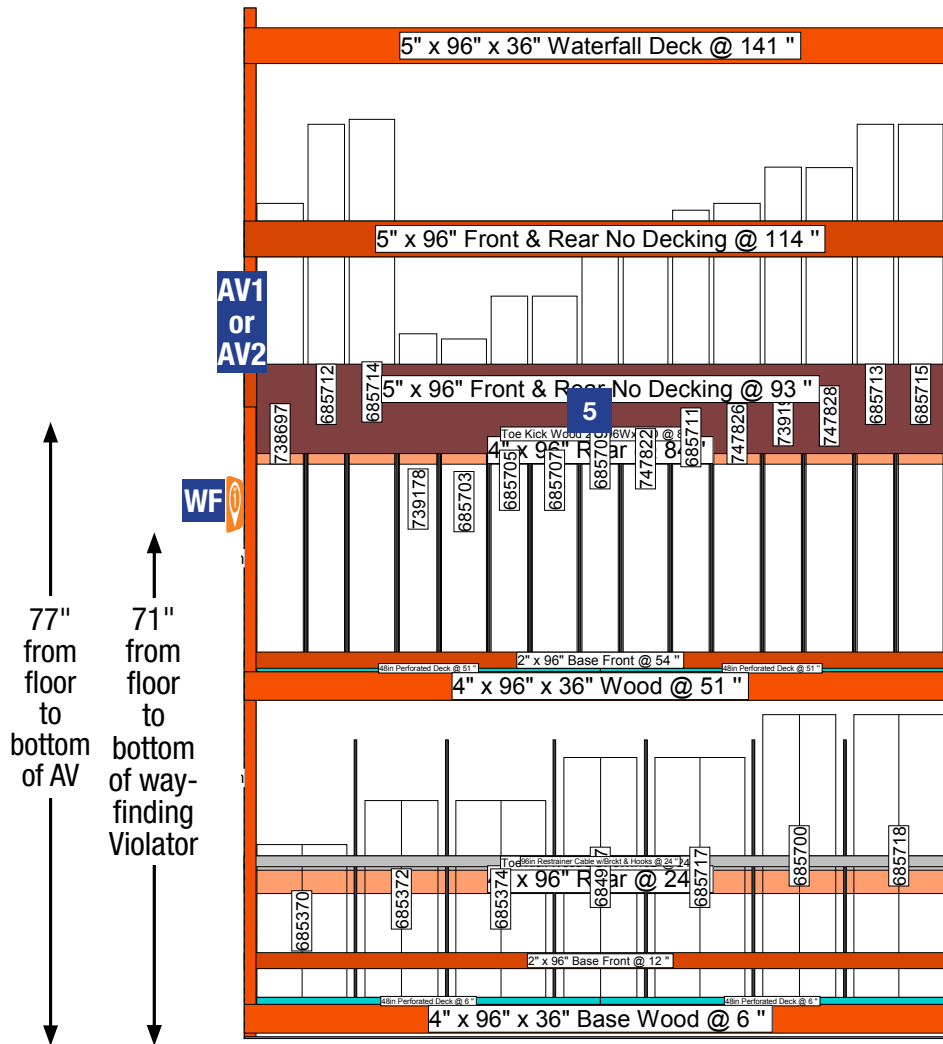 5" x 96" x 36" Waterfall Deck @ 141 "
5" x 96" Front & Rear No Decking @ 114 "
AV1
or
AV2
5" x 96" Front & Rear No Decking @ 93 "
5
738697
685712
685714
739178
685703
685705
685707
747822
685711
747826
747828
685713
685715
Toe Kick Wood
4" x 96"
WF
77"
from
floor
to
bottom
of AV
71"
from
floor
to
bottom
of way-
finding
Violator
2" x 96" Base Front @ 54 "
48in Perforated Deck @ 51 "
48in Perforated Deck @ 51 "
4" x 96" x 36" Wood @ 51 "
96in Restrainer Cable w/Brckt & Hooks @ 24 "
x 96" @ 24
685370
685372
685374
685717
685700
685718
2" x 96" Base Front @ 12 "
48in Perforated Deck @ 6 "
48in Perforated Deck @ 6 "
4" x 96" x 36" Base Wood @ 6 "